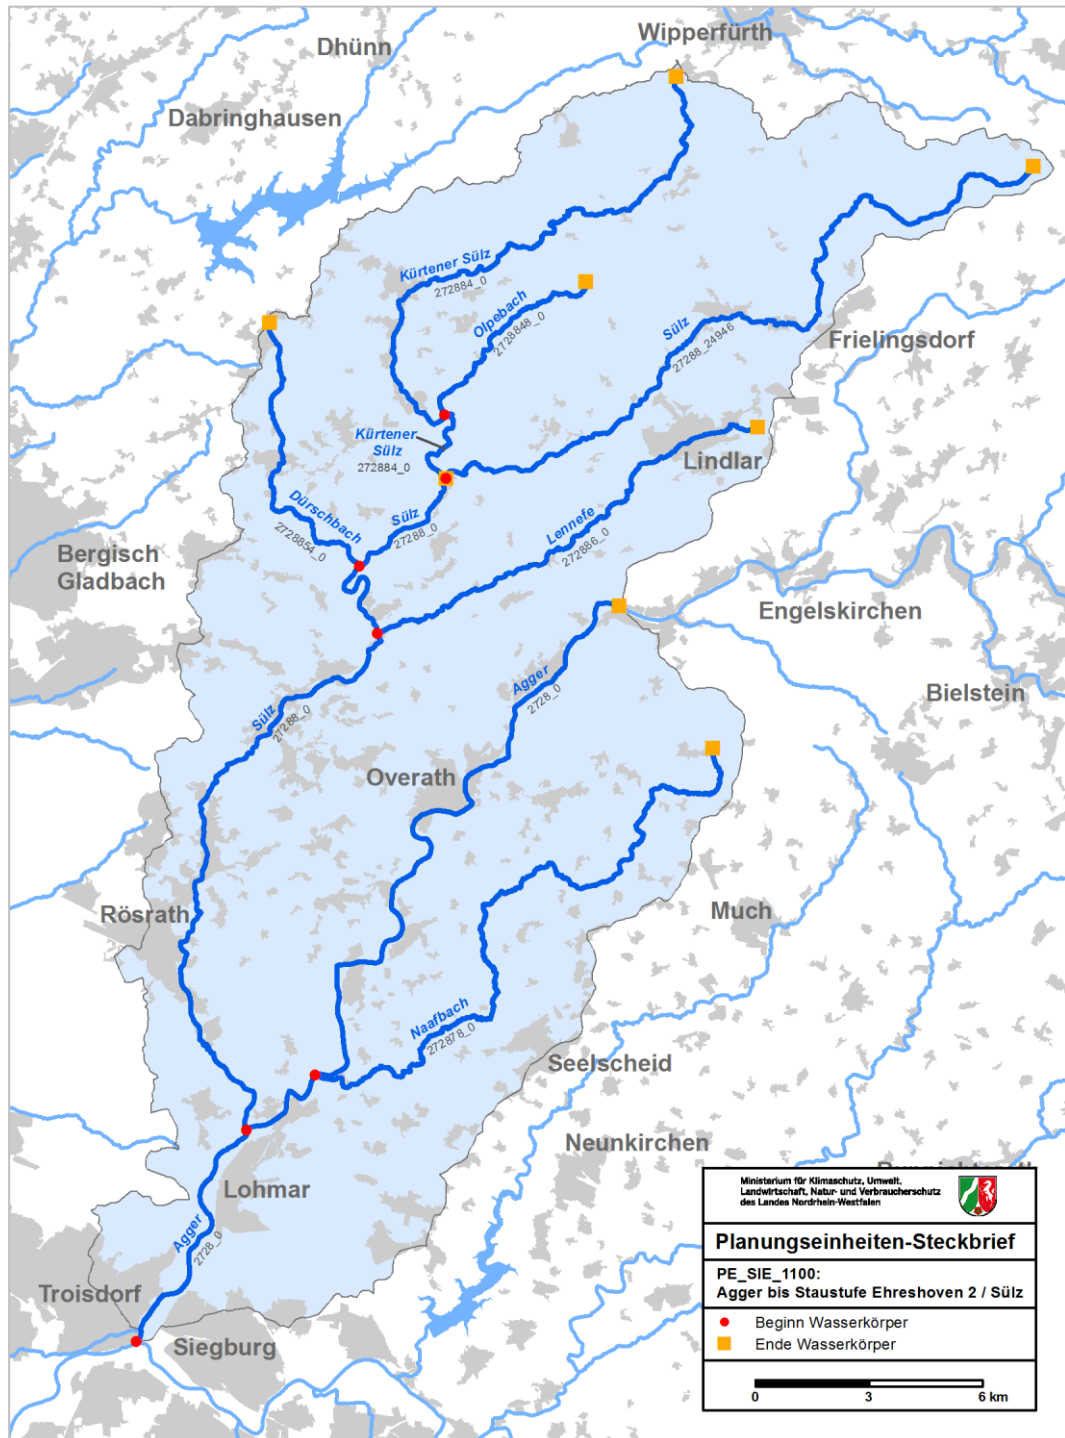 Wipperfürth
Dhünn
Dabringhausen
Kürtener Sülz
272884_0
Olpebach
2728848_0
Sülz
27288_24946
Frielingsdorf
Kürtener
Sülz
272884_0
Lindlar
Dürschbach
2728854_0
Sülz
27288_0
Lennefe
272886_0
Bergisch
Gladbach
Engelskirchen
Agger
2728_0
Bielstein
Sülz
27288_0
Overath
Rösrath
Much
Naafbach
272878_0
Seelscheid
Neunkirchen
Lohmar
Agger
2728_0
Troisdorf
Siegburg
Ministerium für Klimaschutz, Umwelt,
Landwirtschaft, Natur- und Verbraucherschutz
des Landes Nordrhein-Westfalen
Planungseinheiten-Steckbrief
PE_SIE_1100:
Agger bis Staustufe Ehreshoven 2 / Sülz
Beginn Wasserkörper
Ende Wasserkörper
0 3 6 km